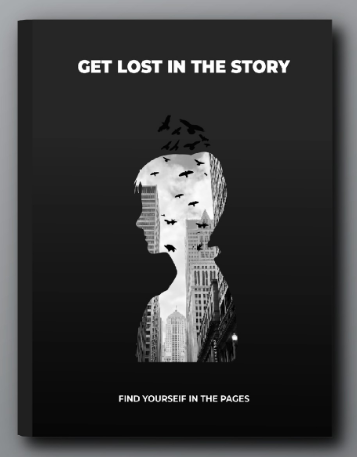 GET LOST IN THE STORY
FIND YOURSEIF IN THE PAGES